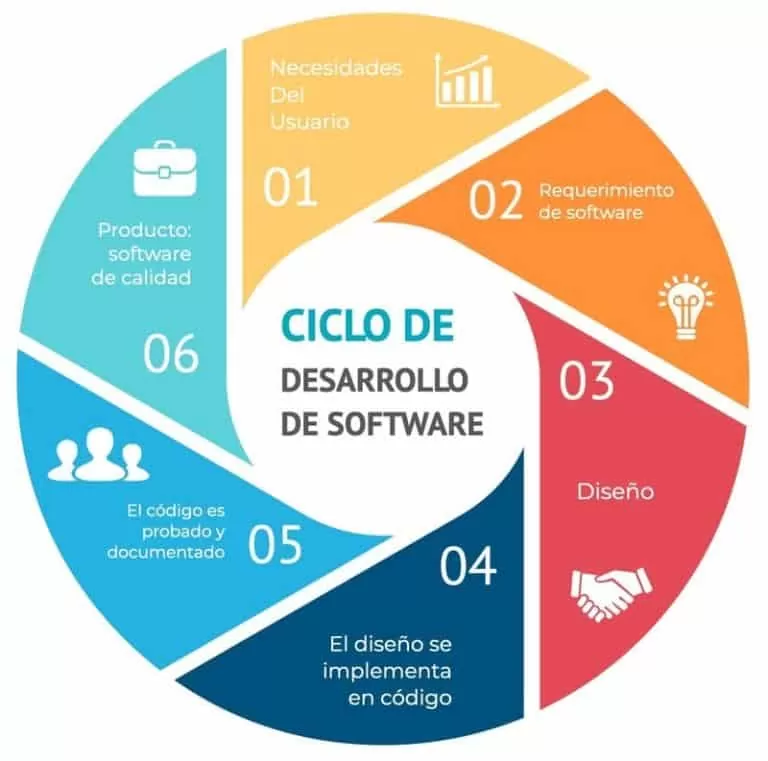 CICLO DE
DESARROLLO
DE SOFTWARE
Necesidades
Del
Usuario
01
02
Requerimiento
de software
03
Diseño
04
El diseño se
implementa
en código
El código es
probado y
documentado
05
Producto:
software
de calidad
06